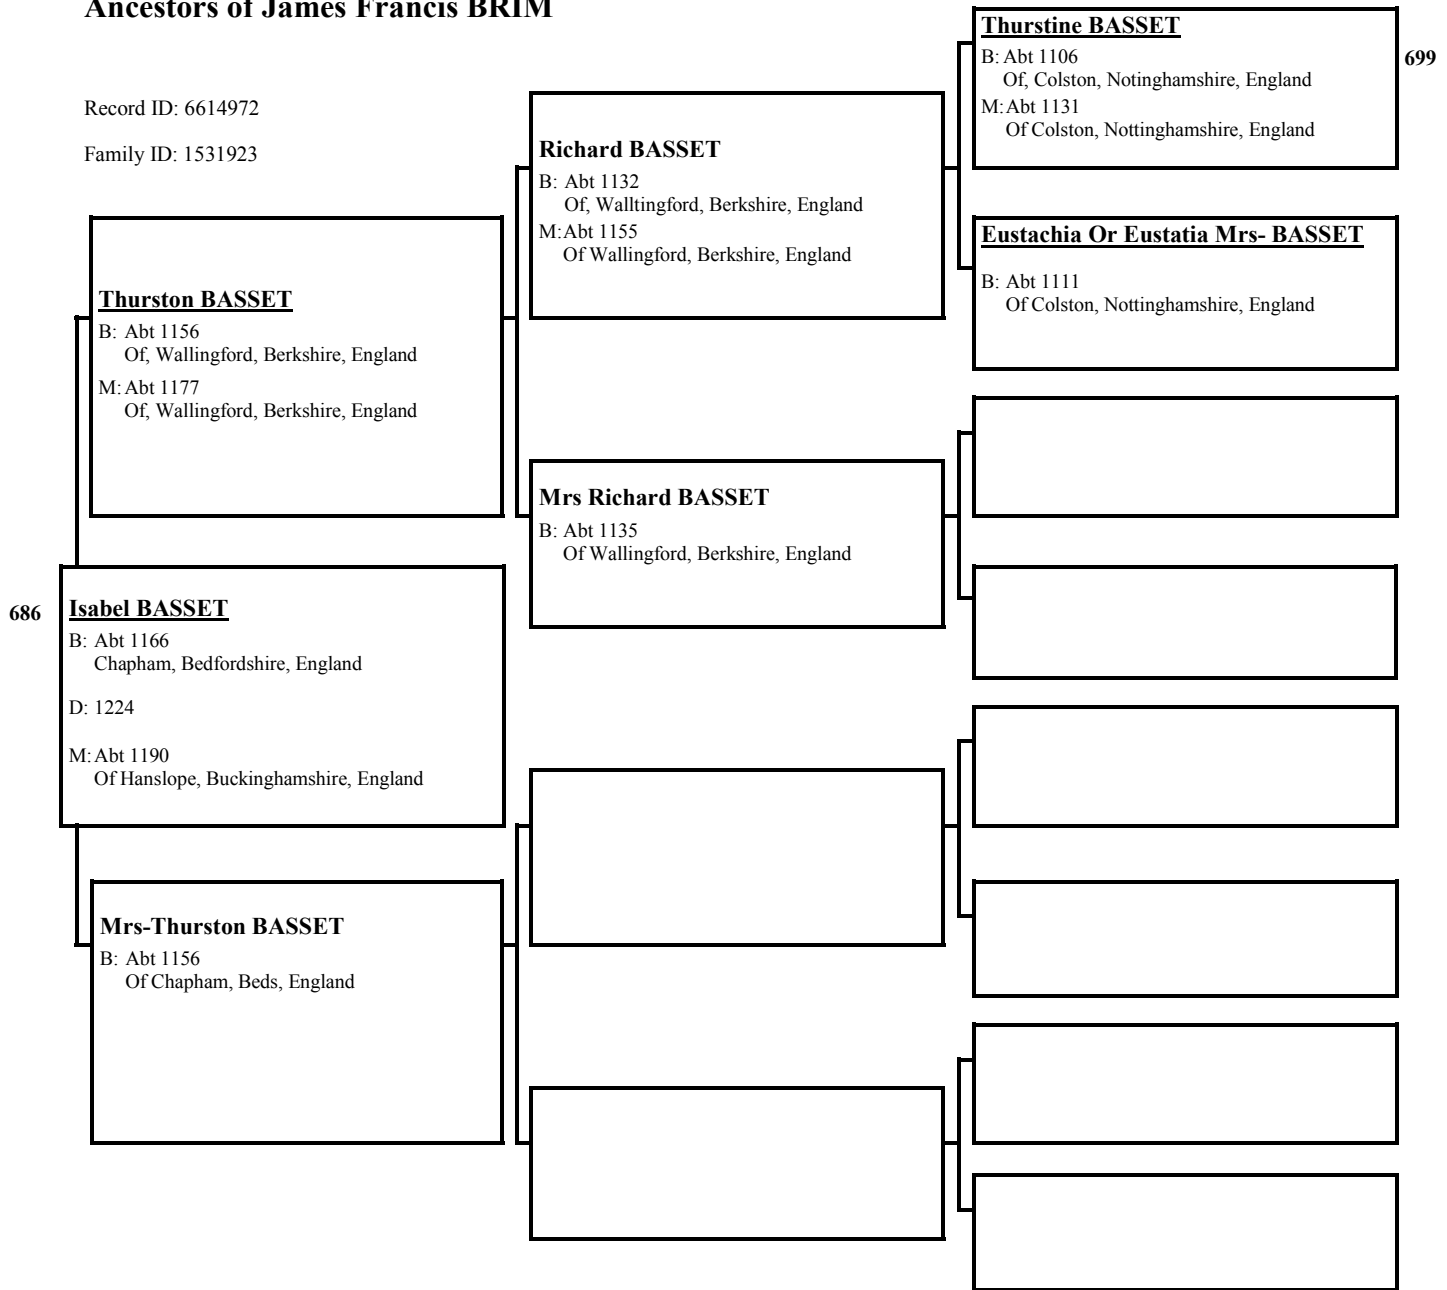 Ancestors of James Francis BRIM
Record ID: 6614972
Family ID: 1531923
Thurston BASSET
B: Abt 1156
Of, Wallingford, Berkshire, England
M: Abt 1177
Of, Wallingford, Berkshire, England
686
Isabel BASSET
B: Abt 1166
Chapham, Bedfordshire, England
D: 1224
M: Abt 1190
Of Hanslope, Buckinghamshire, England
Mrs-Thurston BASSET
B: Abt 1156
Of Chapham, Beds, England
Richard BASSET
B: Abt 1132
Of, Walltingford, Berkshire, England
M: Abt 1155
Of Wallingford, Berkshire, England
Mrs Richard BASSET
B: Abt 1135
Of Wallingford, Berkshire, England
Thurstine BASSET
B: Abt 1106
Of, Colston, Notinghamshire, England
M: Abt 1131
Of Colston, Nottinghamshire, England
699
Eustachia Or Eustatia Mrs- BASSET
B: Abt 1111
Of Colston, Nottinghamshire, England